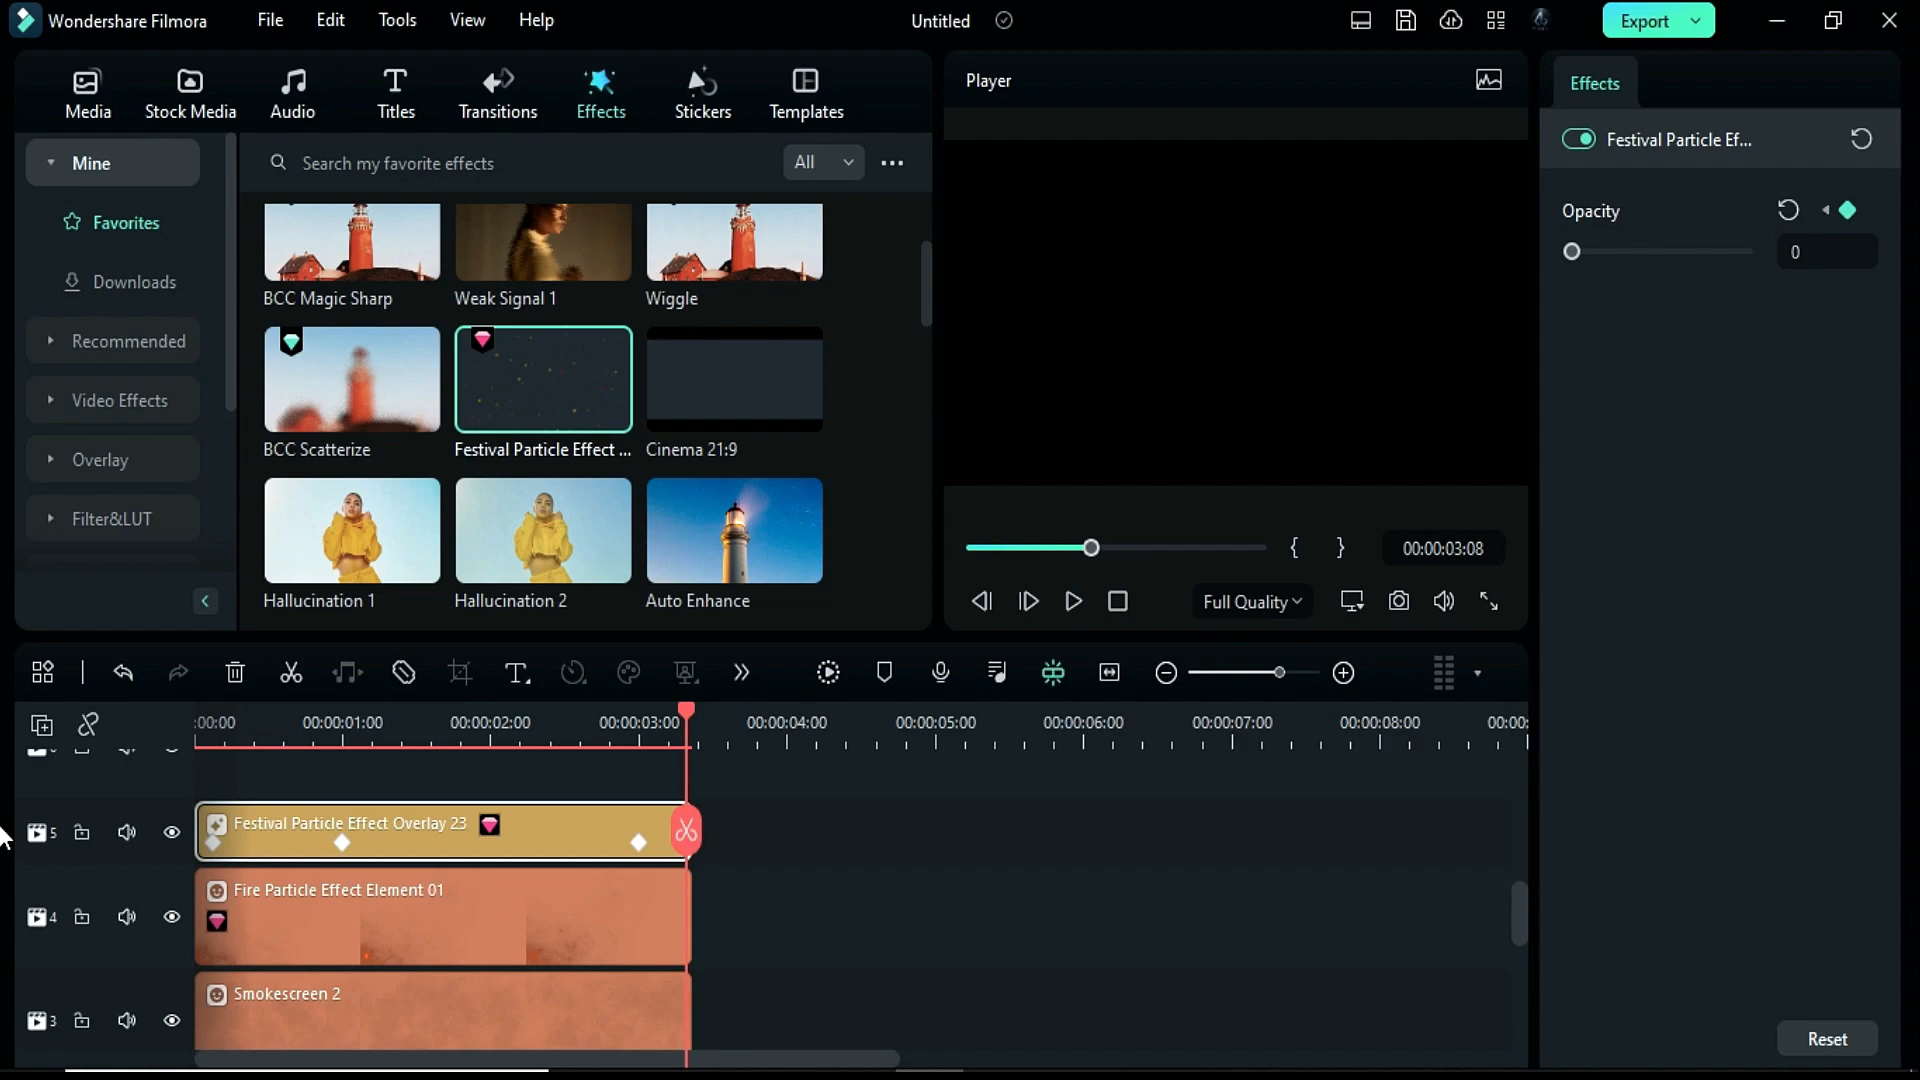 Wondershare Filmora
File
Edit
Tools
View
Help
Untitled
Export
Media
Stock Media
Audio
Titles
Transitions
Effects
Stickers
Templates
Player
Effects
Mine
Search my favorite effects
All
Festival Particle Ef...
Favorites
Opacity
0
Downloads
BCC Magic Sharp
Weak Signal 1
Wiggle
Recommended
Video Effects
Overlay
BCC Scatterize
Festival Particle Effect ...
Cinema 21:9
Filter&LUT
00:00:03:08
Hallucination 1
Hallucination 2
Auto Enhance
Full Quality
:00:00
00:00:01:00
00:00:02:00
00:00:03:00
00:00:04:00
00:00:05:00
00:00:06:00
00:00:07:00
00:00:08:00
00:00:
5
Festival Particle Effect Overlay 23
4
Fire Particle Effect Element 01
3
Smokescreen 2
Reset